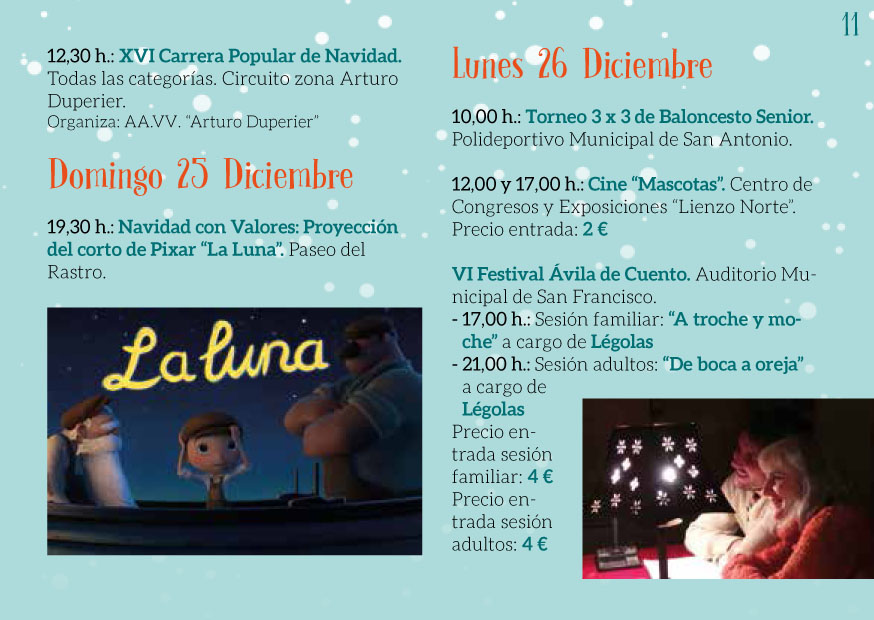 11
12,30 h.: XVI Carrera Popular de Navidad.
Todas las categorías. Circuito zona Arturo
Duperier.
Organiza: AA.VV. “Arturo Duperier”
Domingo 25 Diciembre
19,30 h.: Navidad con Valores: Proyección
del corto de Pixar “La Luna”. Paseo del
Rastro.
La luna
Lunes 26 Diciembre
10,00 h.: Torneo 3 x 3 de Baloncesto Senior.
Polideportivo Municipal de San Antonio.
12,00 y 17,00 h.: Cine “Mascotas”. Centro de
Congresos y Exposiciones “Lienzo Norte”.
Precio entrada: 2 €
VI Festival Ávila de Cuento. Auditorio Mu-
nicipal de San Francisco.
- 17,00 h.: Sesión familiar: “A troche y mo-
che” a cargo de Légolas
- 21,00 h.: Sesión adultos: “De boca a oreja”
a cargo de
Légolas
Precio en-
trada sesión
familiar: 4 €
Precio en-
trada sesión
adultos: 4 €